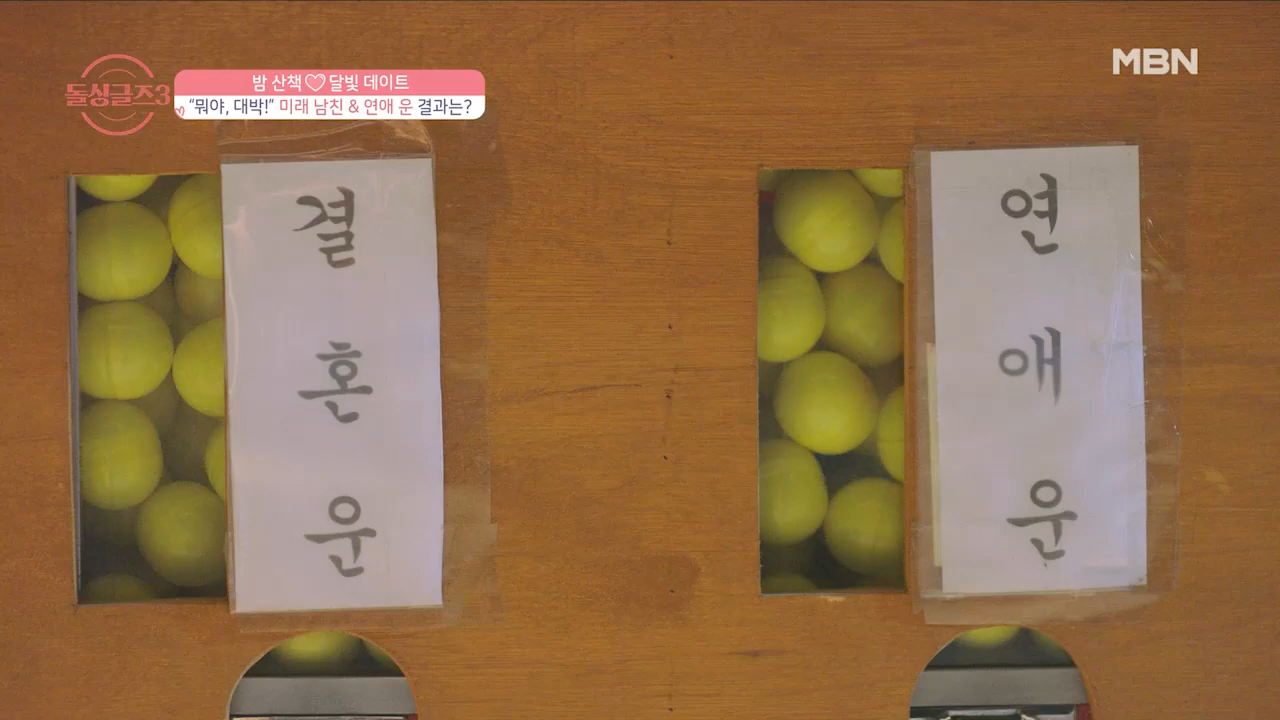 MBN
돌싱글즈3
밤 산책♡달빛 데이트
“뭐야, 대박!” 미래 남친 & 연애 운 결과는?
결혼운
연애운